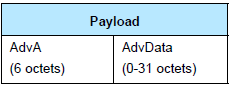 Payload
AdvA
(6 octets)
AdvData
(0-31 octets)